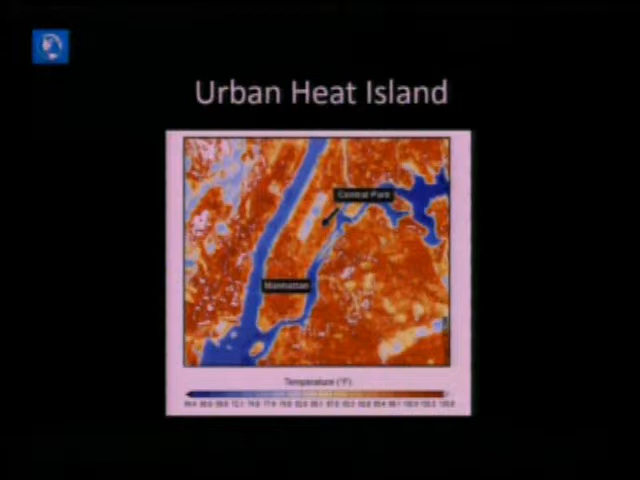 Urban Heat Island
Central Park
Manhattan
Temperature (°F)